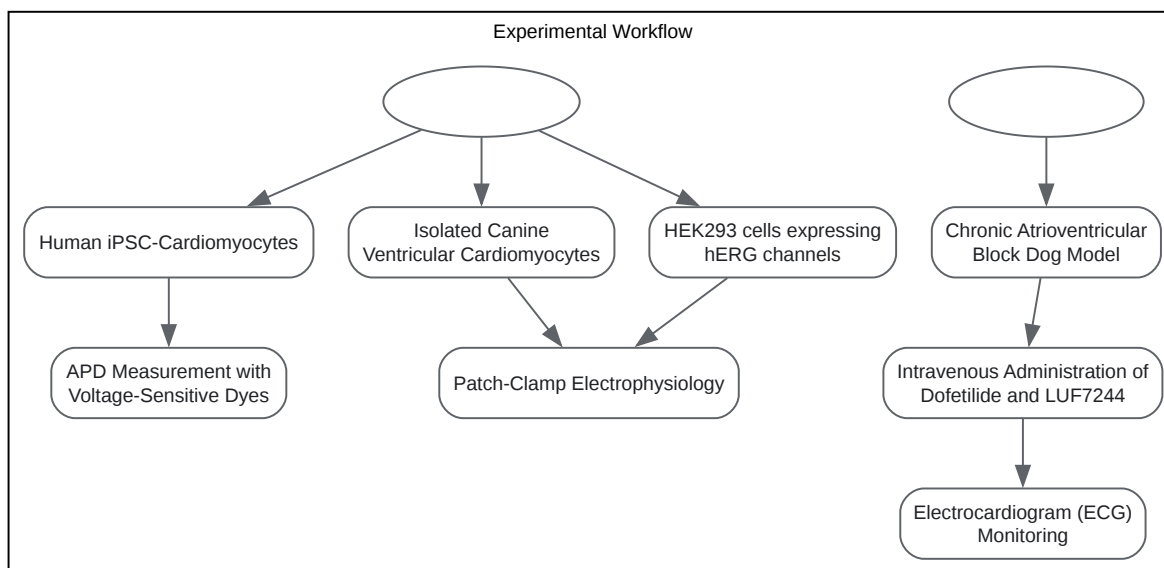 Experimental Workflow
Human iPSC-Cardiomyocytes
Isolated Canine
Ventricular Cardiomyocytes
HEK293 cells expressing
hERG channels
Chronic Atrioventricular
Block Dog Model
APD Measurement with
Voltage-Sensitive Dyes
Patch-Clamp Electrophysiology
Intravenous Administration of
Dofetilide and LUF7244
Electrocardiogram (ECG)
Monitoring